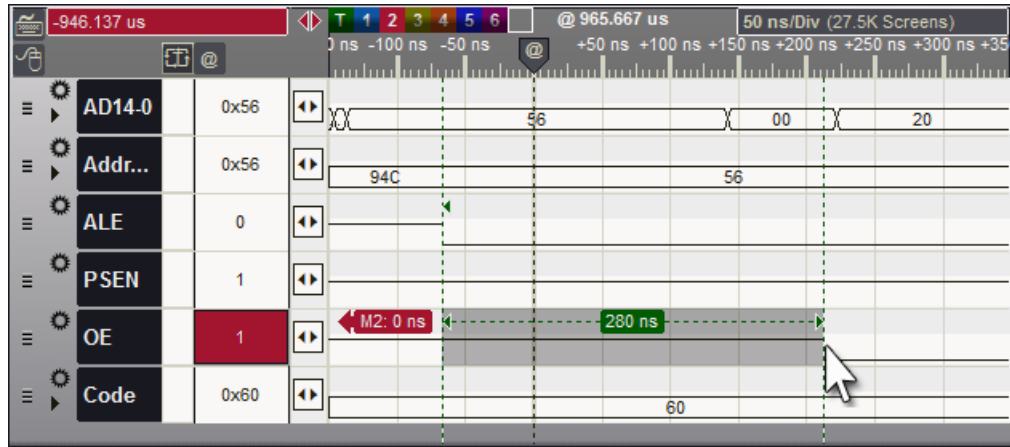 -946.137 us T 1 2 3 4 5 6 @ 965.667 us 50 ns/Div (27.5K Screens)
@ 0 ns -100 ns -50 ns @ +50 ns +100 ns +150 ns +200 ns +250 ns +300 ns +35
AD14-0 0x56 56 00 20
Addr... 0x56 94C 56
ALE 0
PSEN 1
OE 1 M2: 0 ns 280 ns
Code 0x60 60